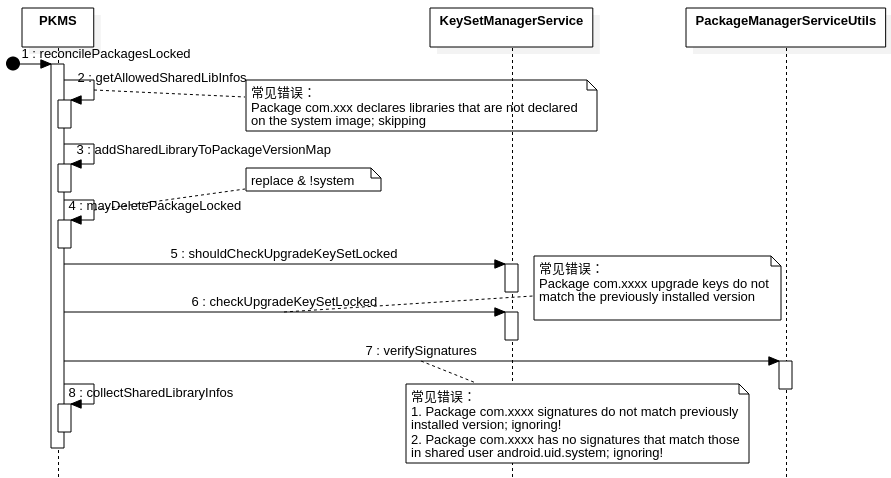 PKMS
KeySetManagerService
PackageManagerServiceUtils
1 : reconcilePackagesLocked
2 : getAllowedSharedLibInfos
常见错误：
Package com.xxx declares libraries that are not declared
on the system image; skipping
3 : addSharedLibraryToPackageVersionMap
replace & !system
4 : mayDeletePackageLocked
5 : shouldCheckUpgradeKeySetLocked
常见错误：
Package com.xxxx upgrade keys do not
match the previously installed version
6 : checkUpgradeKeySetLocked
7 : verifySignatures
8 : collectSharedLibraryInfos
常见错误：
1. Package com.xxxx signatures do not match previously
installed version; ignoring!
2. Package com.xxxx has no signatures that match those
in shared user android.uid.system; ignoring!